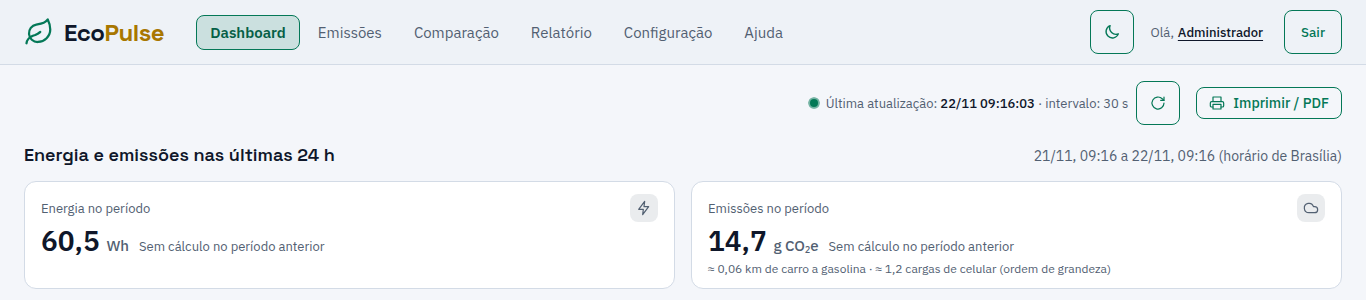 EcoPulse Dashboard Emissões Comparação Relatório Configuração Ajuda Olá, Administrador Sair
Última atualização: 22/11 09:16:03 · intervalo: 30 s Imprimir / PDF
Energia e emissões nas últimas 24 h 21/11, 09:16 a 22/11, 09:16 (horário de Brasília)
Energia no período
60,5 Wh Sem cálculo no período anterior
Emissões no período
14,7 g CO₂e Sem cálculo no período anterior
≈ 0,06 km de carro a gasolina · ≈ 1,2 cargas de celular (ordem de grandeza)